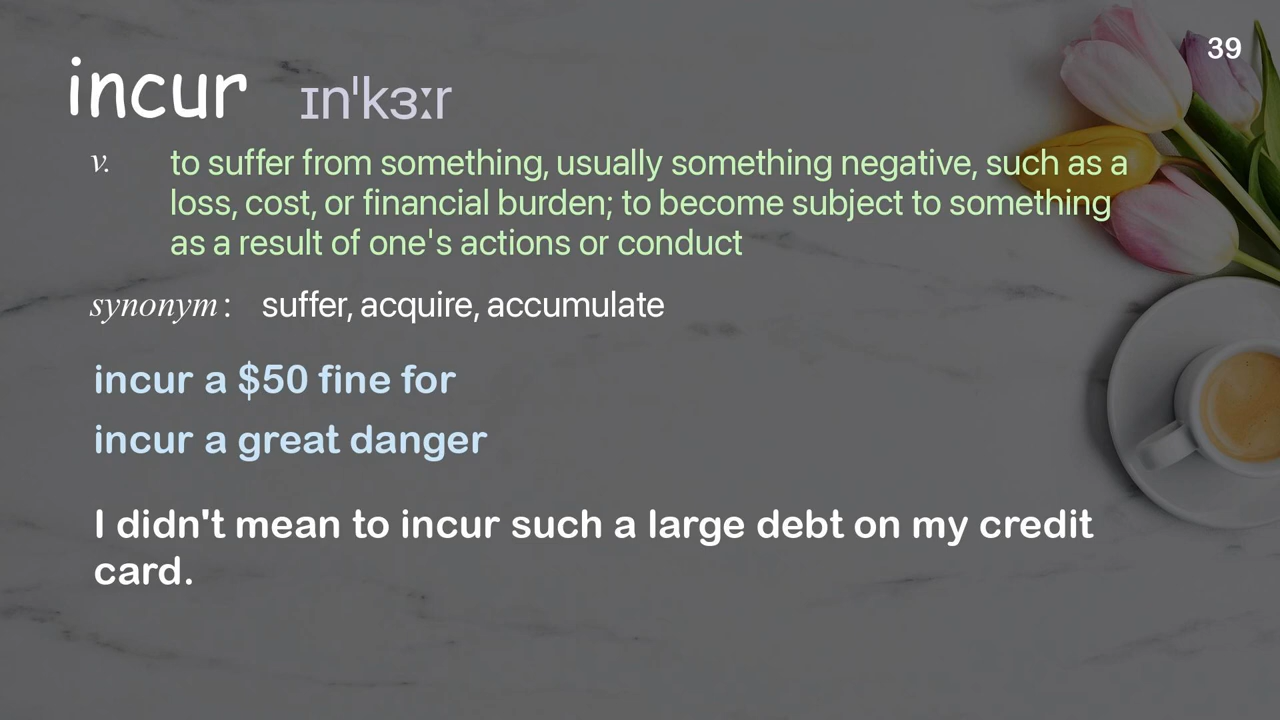 39
incur ɪnˈkɜːr
v. to suffer from something, usually something negative, such as a
loss, cost, or financial burden; to become subject to something
as a result of one's actions or conduct
synonym: suffer, acquire, accumulate
incur a $50 fine for
incur a great danger
I didn't mean to incur such a large debt on my credit
card.